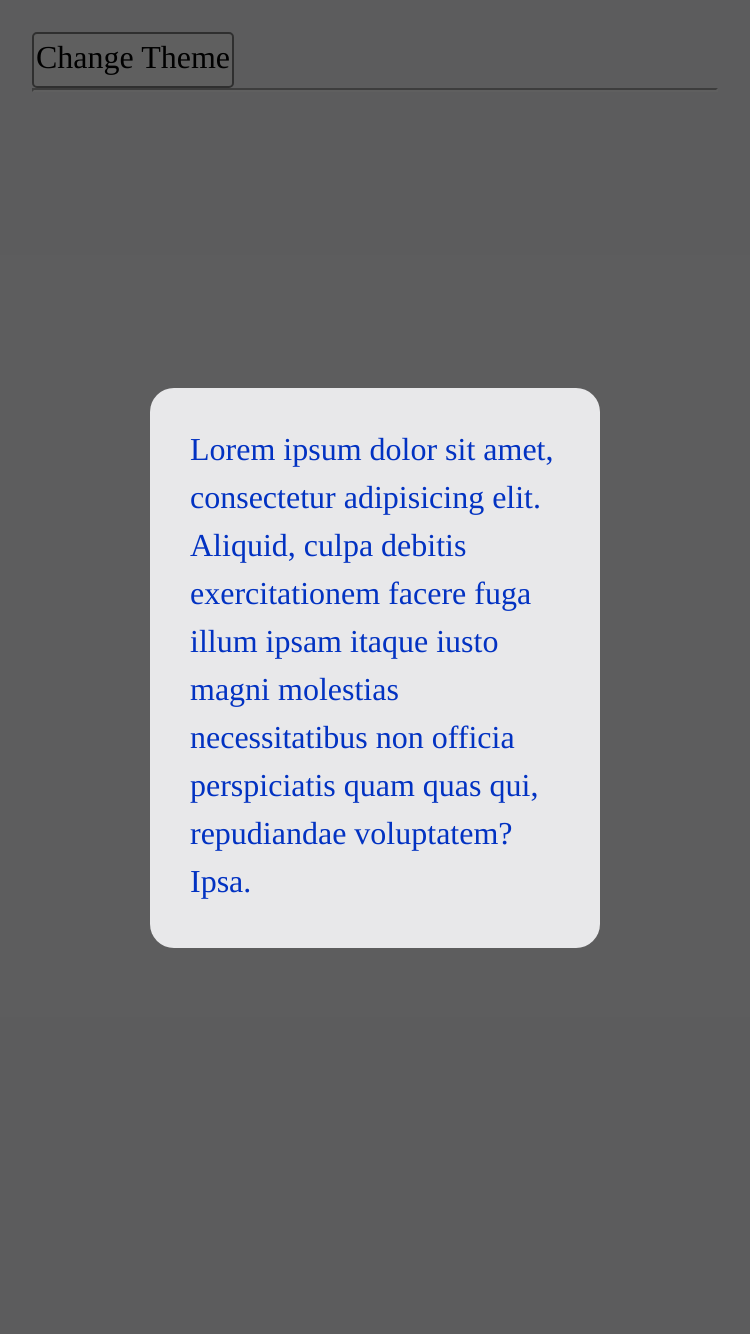 Change Theme
Lorem ipsum dolor sit amet,
consectetur adipisicing elit.
Aliquid, culpa debitis
exercitationem facere fuga
illum ipsam itaque iusto
magni molestias
necessitatibus non officia
perspiciatis quam quas qui,
repudiandae voluptatem?
Ipsa.